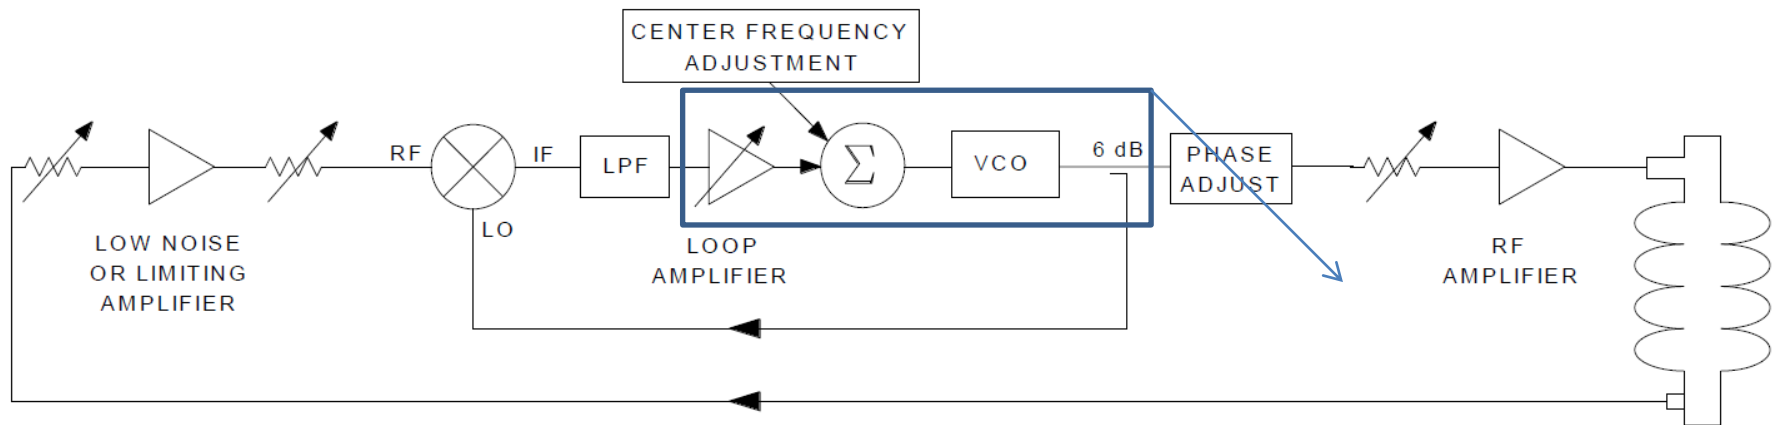 CENTER FREQUENCY
ADJUSTMENT
RF
IF
LPF
Σ
VCO
6 dB
PHASE
ADJUST
LO
LOW NOISE
OR LIMITING
AMPLIFIER
LOOP
AMPLIFIER
RF
AMPLIFIER